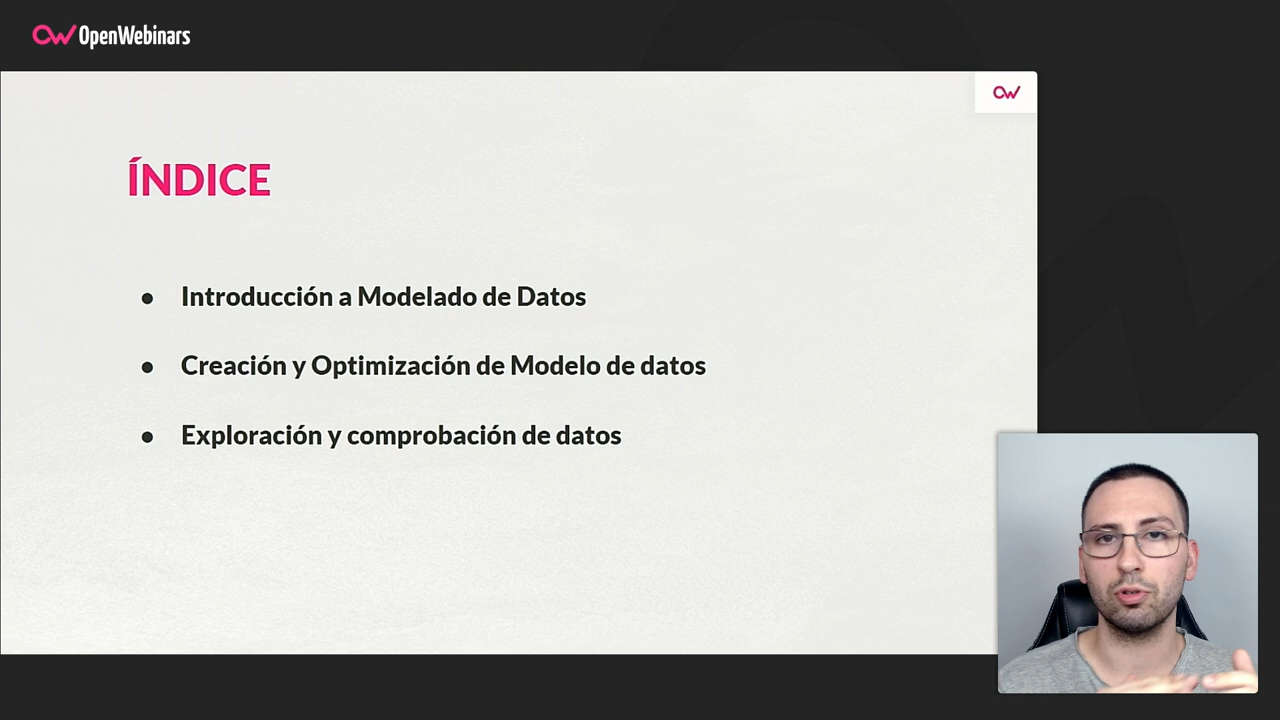 OpenWebinars
ÍNDICE
● Introducción a Modelado de Datos
● Creación y Optimización de Modelo de datos
● Exploración y comprobación de datos